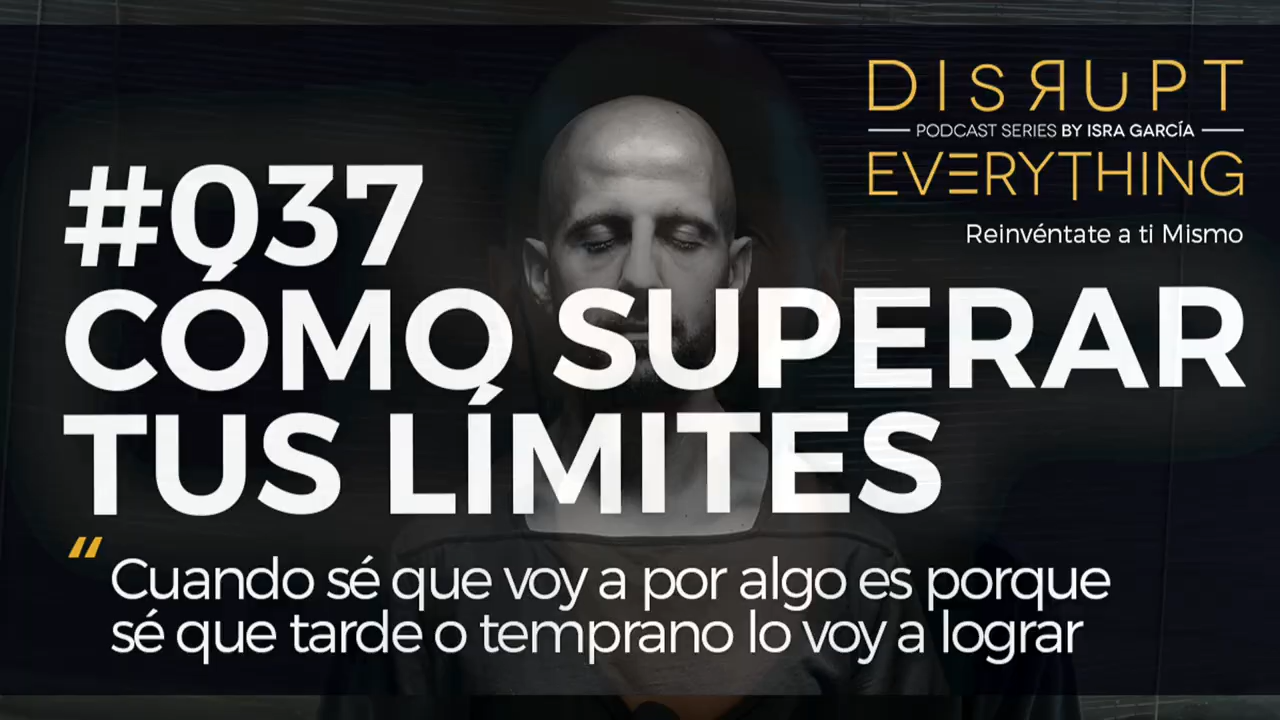 DISRUPT
PODCAST SERIES BY ISRA GARCÍA
EVERYTHING
Reinvéntate a ti Mismo
#037
CÓMO SUPERAR
TUS LÍMITES
“ Cuando sé que voy a por algo es porque
sé que tarde o temprano lo voy a lograr